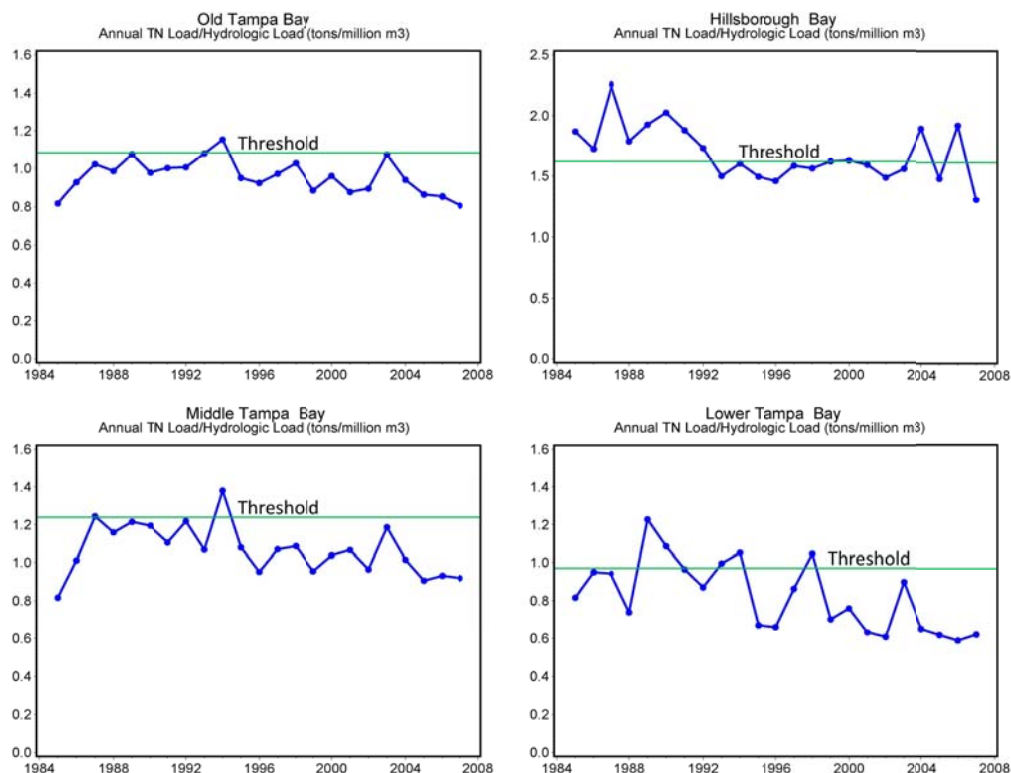 Old Tampa Bay
Annual TN Load/Hydrologic Load (tons/million m3)
1.6
1.4
1.2
1.0
0.8
0.6
0.4
0.2
0.0
Threshold
1984 1988 1992 1996 2000 2004 2008
Hillsborough Bay
Annual TN Load/Hydrologic Load (tons/million m3)
2.5
2.0
1.5
1.0
0.5
0.0
Threshold
1984 1988 1992 1996 2000 2004 2008
Middle Tampa Bay
Annual TN Load/Hydrologic Load (tons/million m3)
1.6
1.4
1.2
1.0
0.8
0.6
0.4
0.2
0.0
Threshold
1984 1988 1992 1996 2000 2004 2008
Lower Tampa Bay
Annual TN Load/Hydrologic Load (tons/million m3)
1.6
1.4
1.2
1.0
0.8
0.6
0.4
0.2
0.0
Threshold
1984 1988 1992 1996 2000 2004 2008